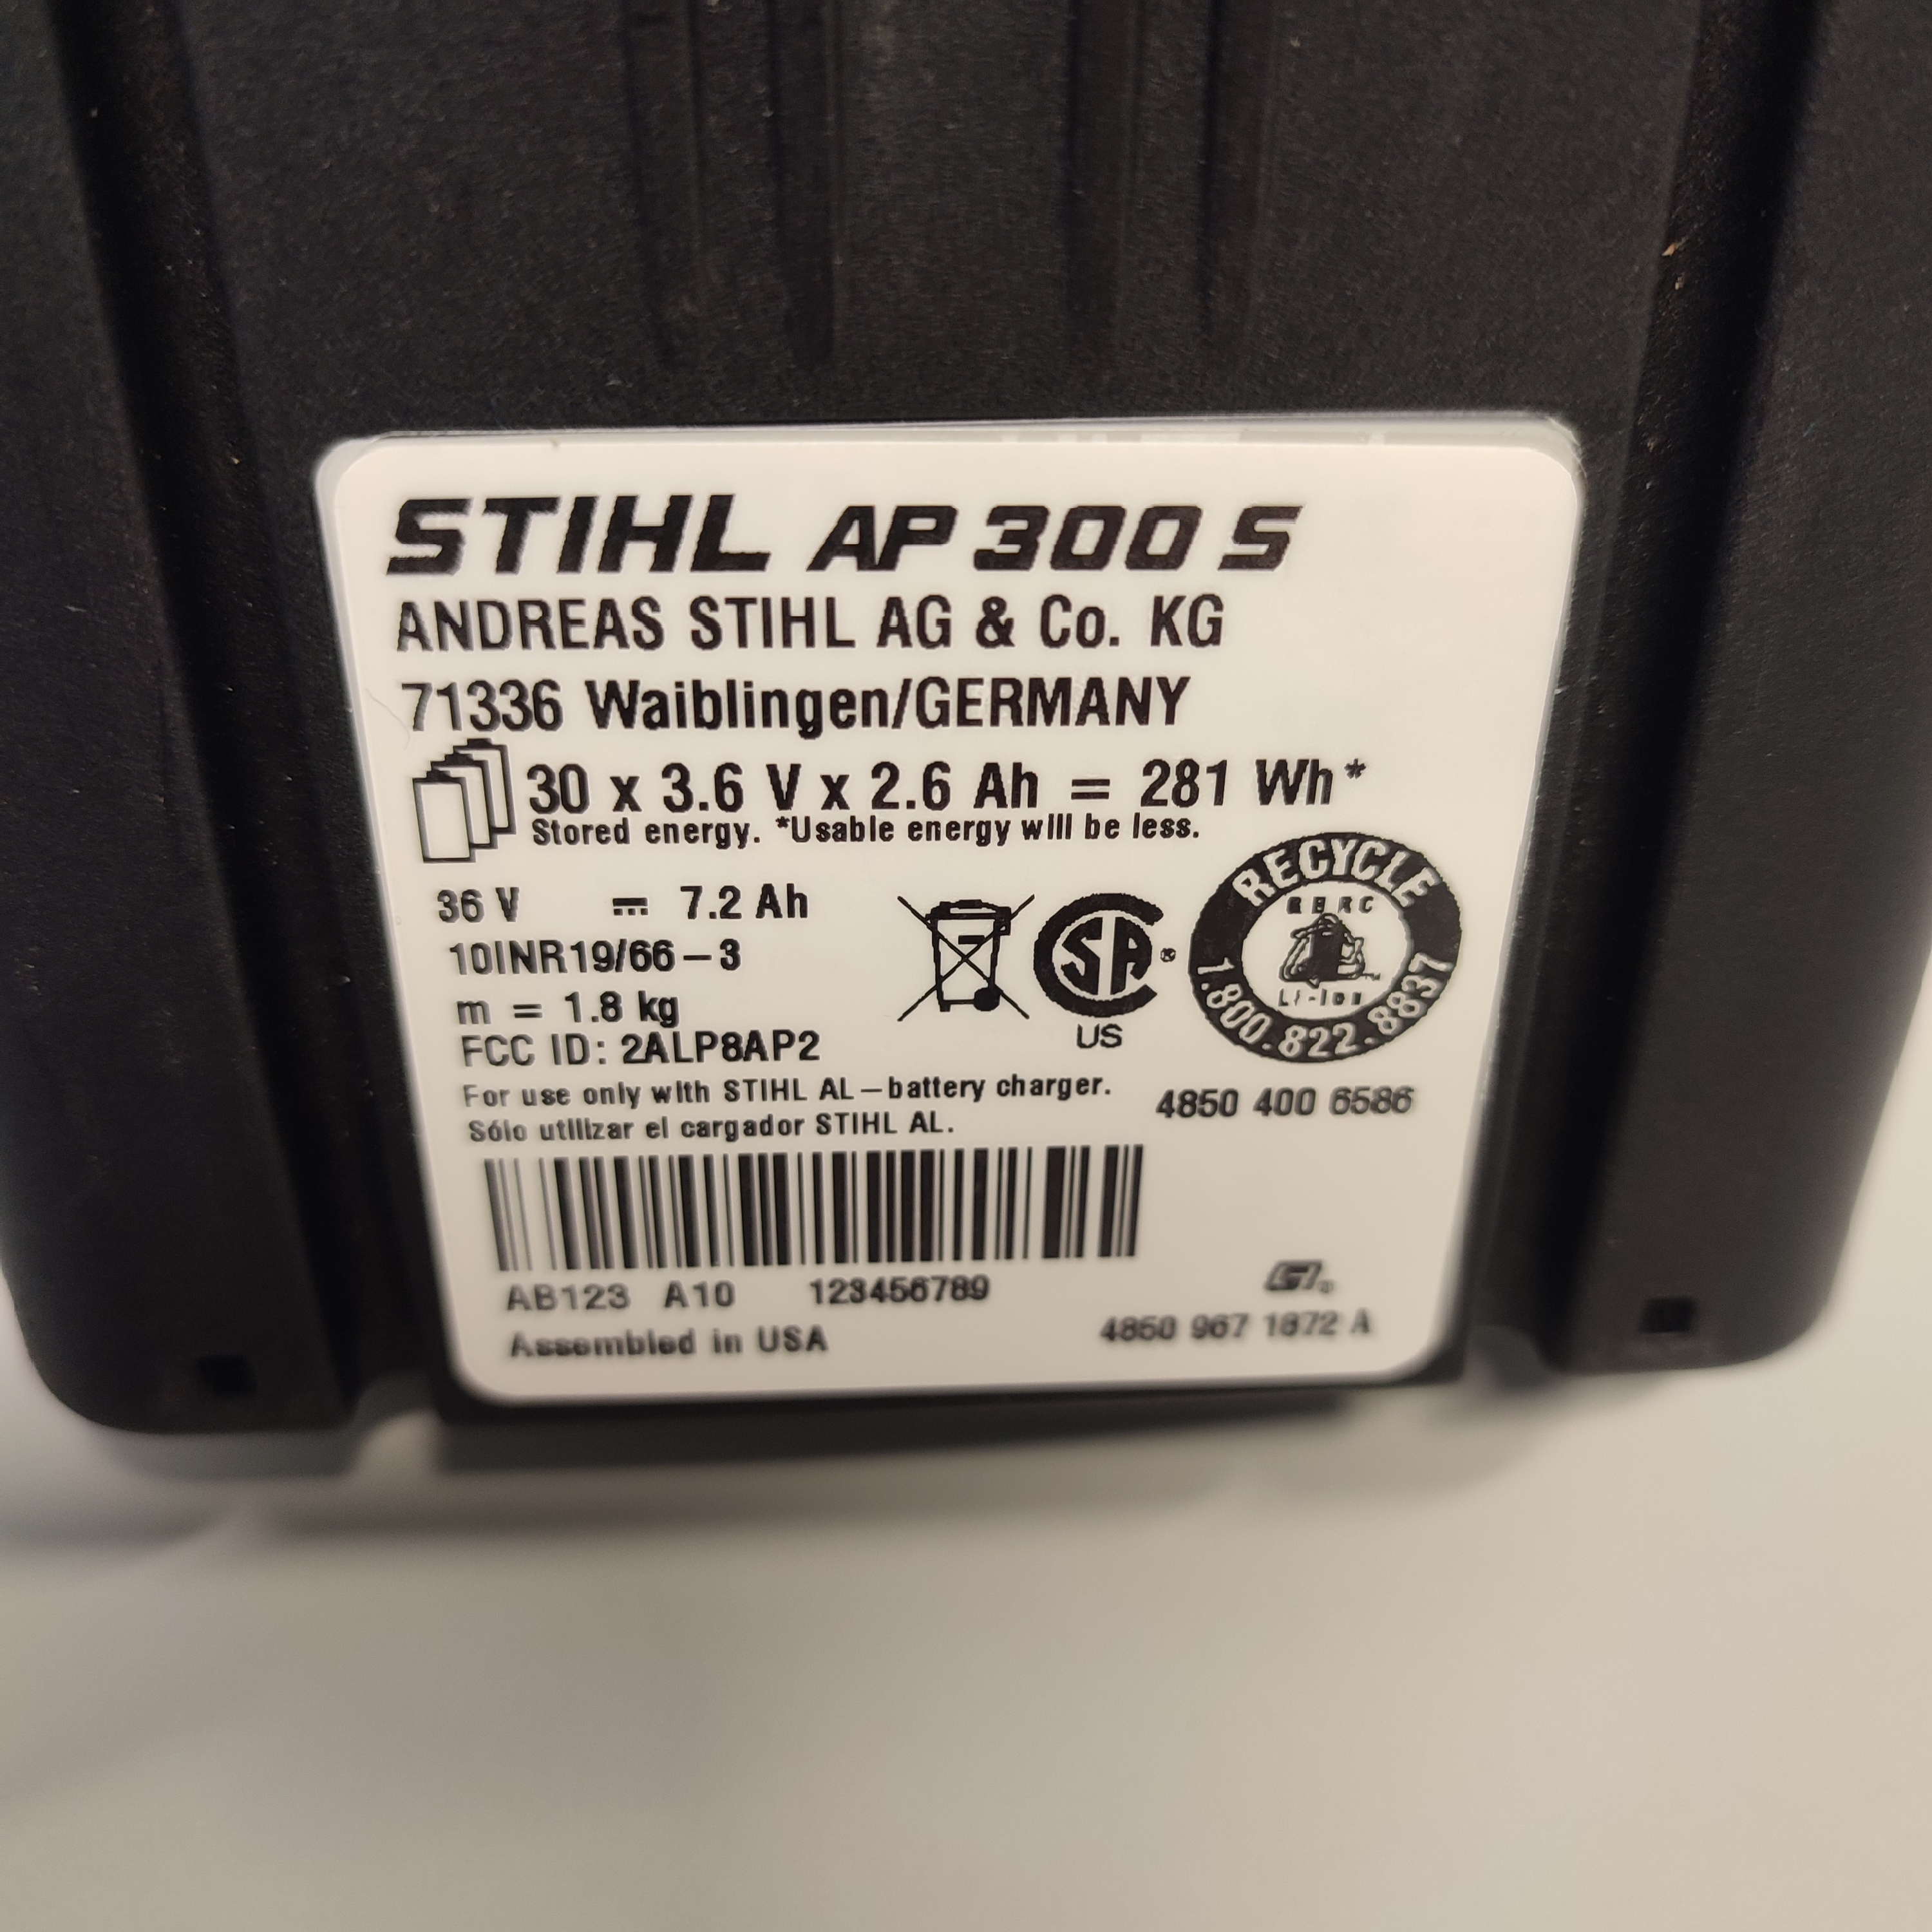 STIHL AP 300 S
ANDREAS STIHL AG & Co. KG
71336 Waiblingen/GERMANY
30 x 3.6 V x 2.6 Ah = 281 Wh*
Stored energy. *Usable energy will be less.
36 V ⎓ 7.2 Ah
10INR19/66-3
m = 1.8 kg
FCC ID: 2ALP8AP2
SA®
US
RECYCLE
RBRC
Li-Ion
1.800.822.8837
For use only with STIHL AL-battery charger.
Sólo utilizar el cargador STIHL AL.
4850 400 6586
AB123 A10 123456789
Assembled in USA
4850 967 1872 A